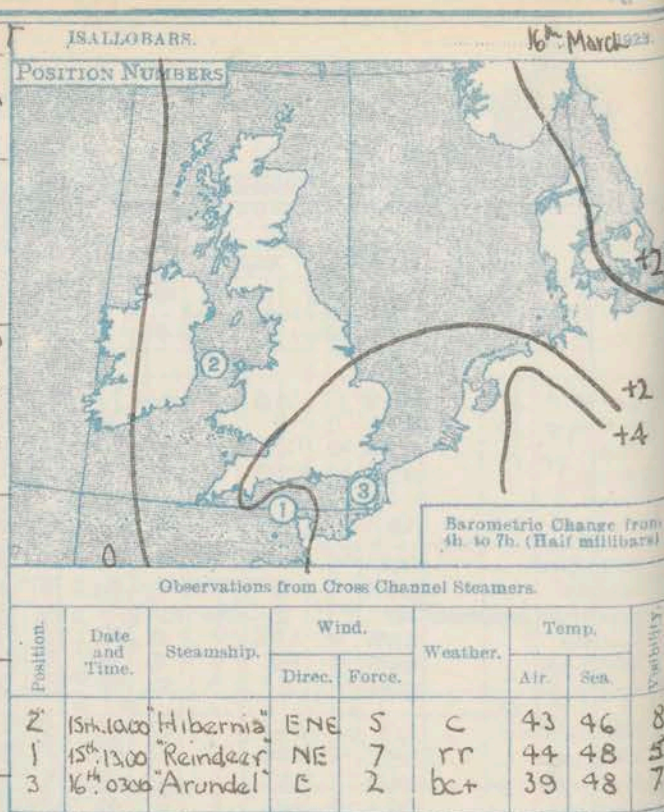 ISALLOBARS. 16th March 1923.
POSITION NUMBERS
+2
2
+2
+4
3
1
0
Barometric Change from
4h. to 7h. (Half millibars)
Observations from Cross Channel Steamers.
Position. Date and Time. Steamship. Wind. Direc. Force. Weather. Temp. Air. Sea. Visibility.
2 15th.10.00 "Hibernia" ENE 5 c 43 46 8
1 15th.13.00 "Reindeer" NE 7 rr 44 48 5
3 16th.0300 "Arundel" E 2 bc+ 39 48 7